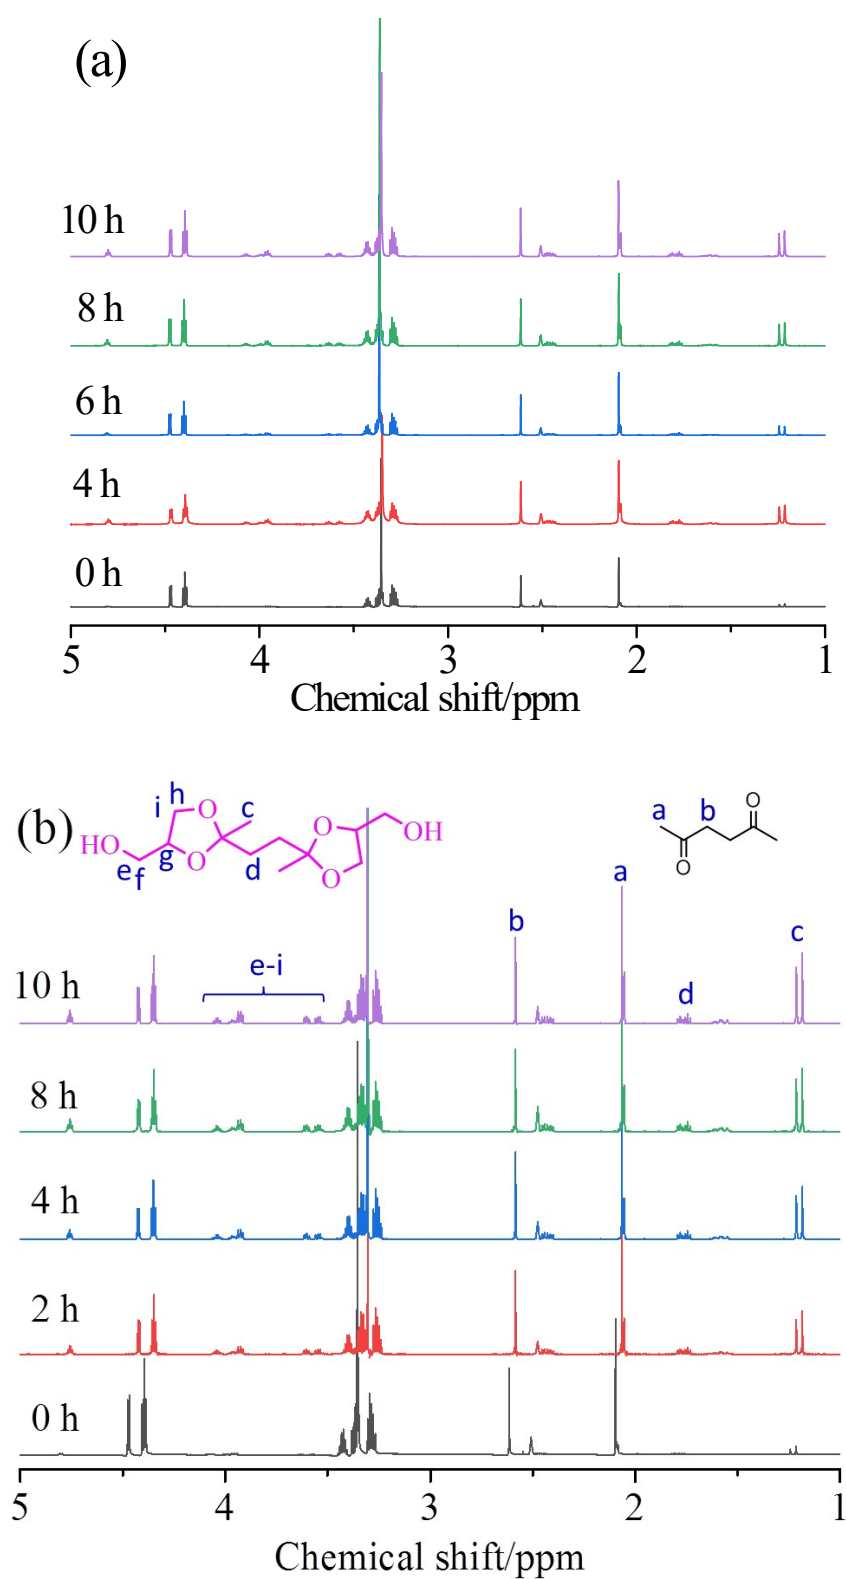 (a)
10 h
8 h
6 h
4 h
0 h
5 4 3 2 1
Chemical shift/ppm
(b)
h
i
O
c
HO
e
f
g
O
d
O
O
OH
a
b
O
O
a
b
c
e-i
d
10 h
8 h
4 h
2 h
0 h
5 4 3 2 1
Chemical shift/ppm